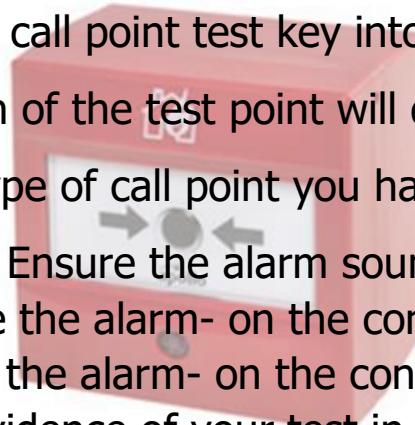 call point test key into
of the test point will
pe of call point you ha
Ensure the alarm soun
the alarm- on the con
the alarm- on the con
vidence of your test in